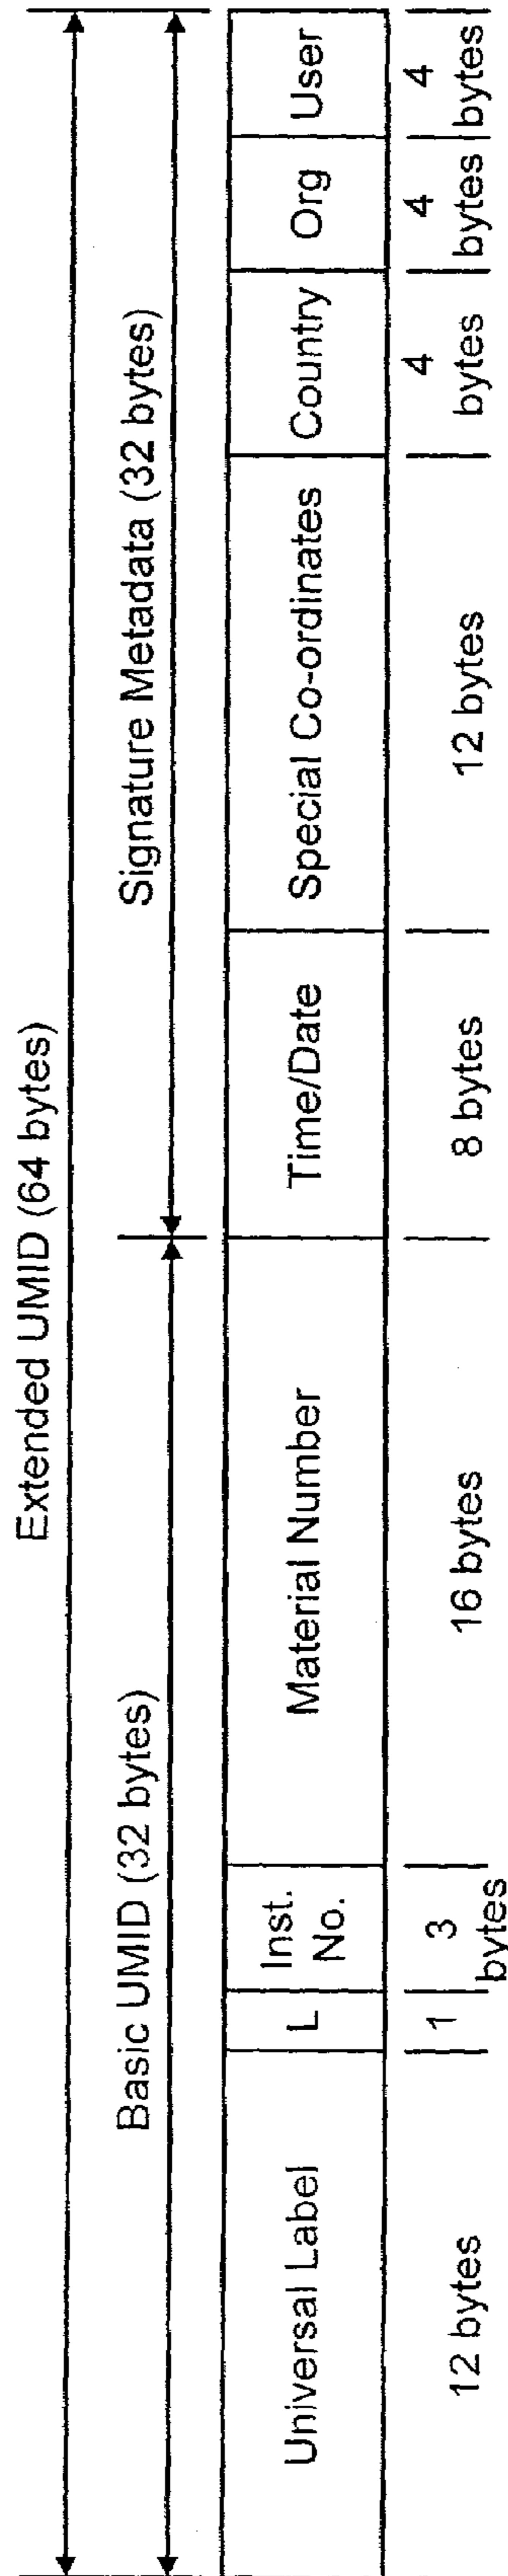 Extended UMID (64 bytes)
Basic UMID (32 bytes)
Signature Metadata (32 bytes)
Universal Label
L
Inst.
No.
Material Number
Time/Date
Special Co-ordinates
Country
Org
User
12 bytes
1
3
bytes
16 bytes
8 bytes
12 bytes
4
bytes
4
bytes
4
bytes